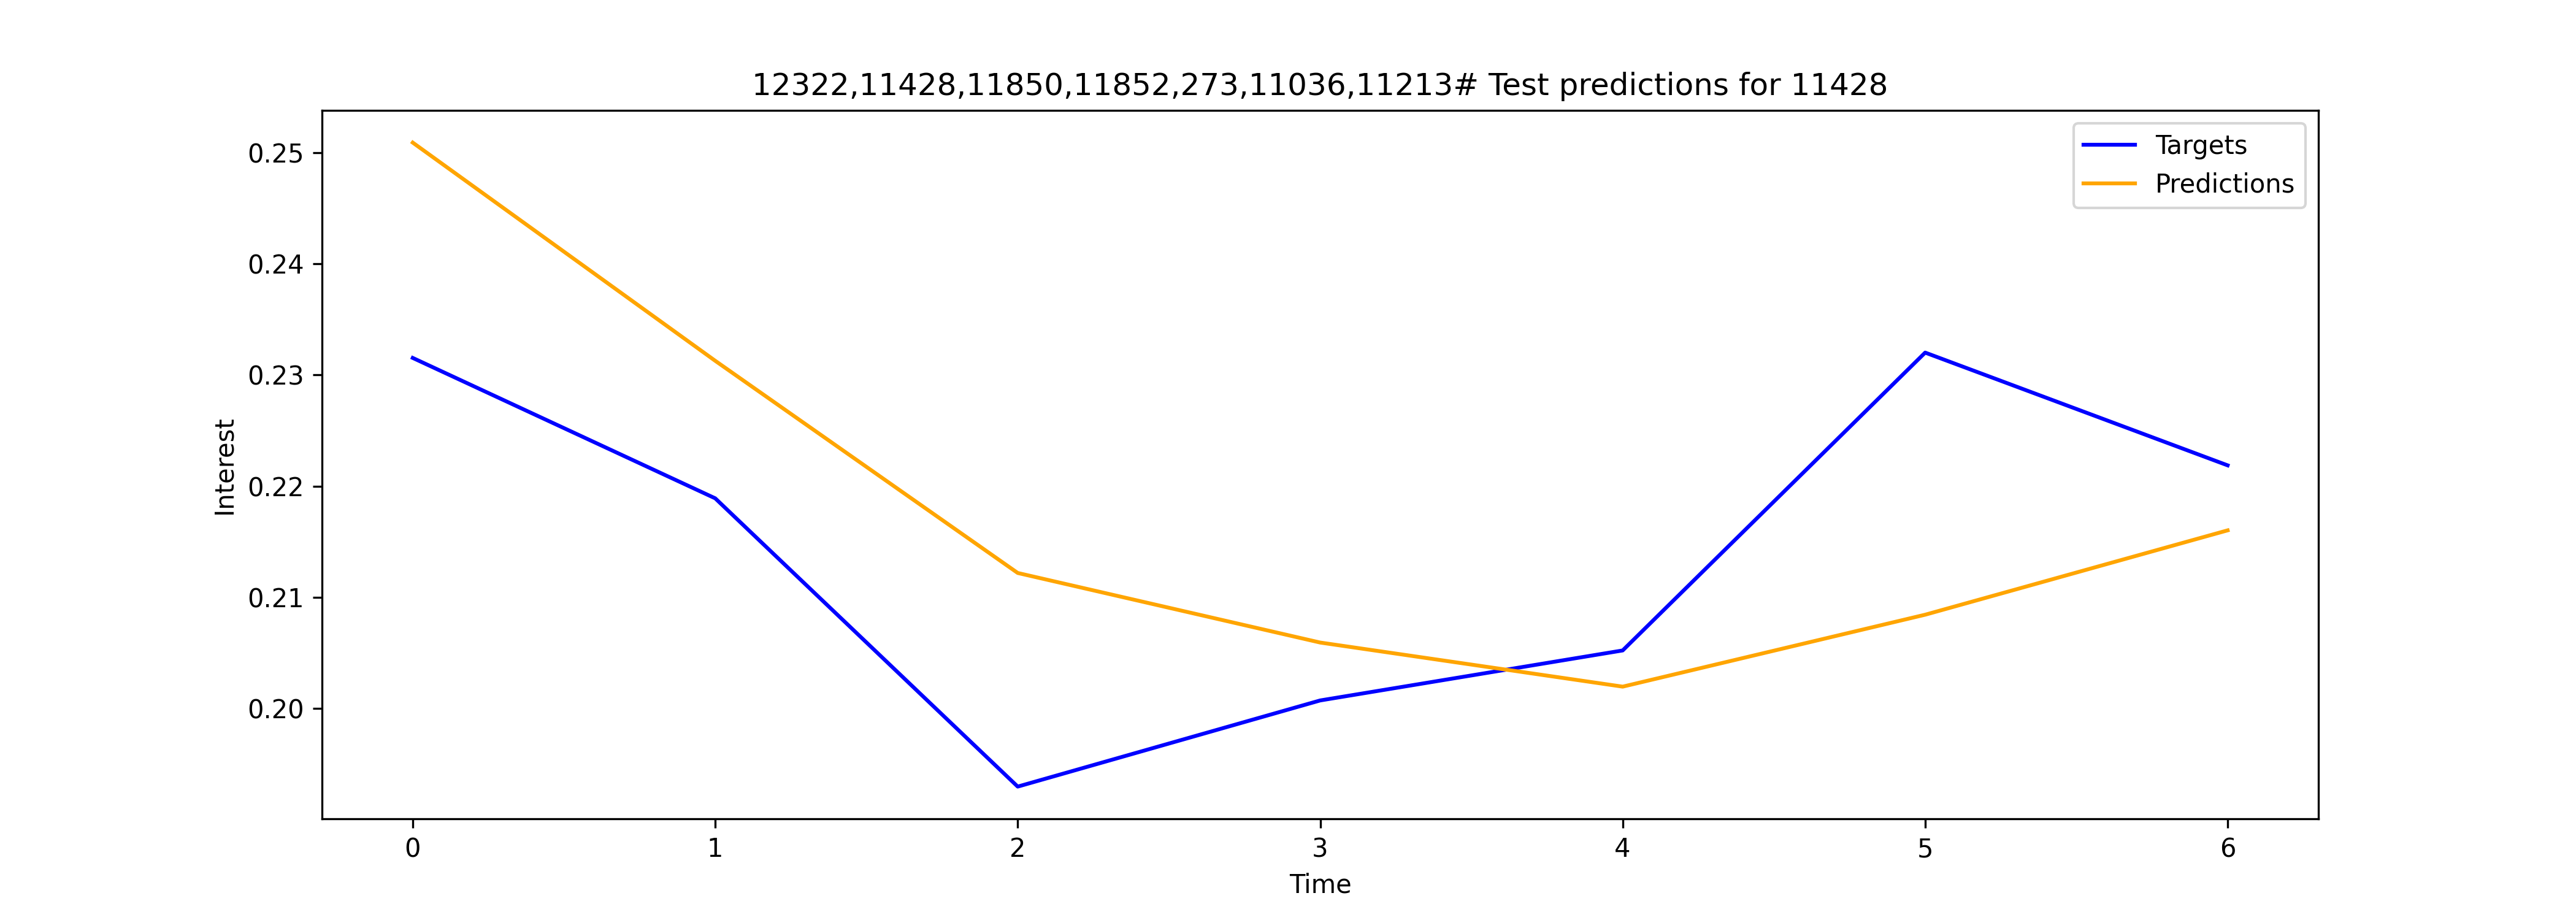 12322,11428,11850,11852,273,11036,11213# Test predictions for 11428
Targets
Predictions
0.25
0.24
0.23
0.22
0.21
0.20
Interest
0 1 2 3 4 5 6
Time